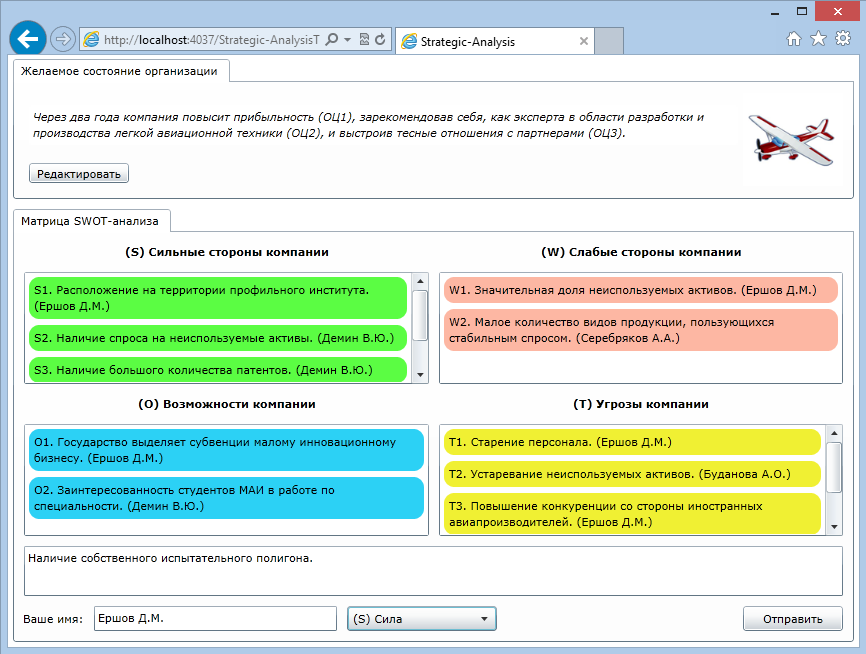 http://localhost:4037/Strategic-AnalysisT
Strategic-Analysis
Желаемое состояние организации
Через два года компания повысит прибыльность (ОЦ1), зарекомендовав себя, как эксперта в области разработки и
производства легкой авиационной техники (ОЦ2), и выстроив тесные отношения с партнерами (ОЦ3).
Редактировать
Матрица SWOT-анализа
(S) Сильные стороны компании
S1. Расположение на территории профильного института.
(Ершов Д.М.)
S2. Наличие спроса на неиспользуемые активы. (Демин В.Ю.)
S3. Наличие большого количества патентов. (Демин В.Ю.)
(W) Слабые стороны компании
W1. Значительная доля неиспользуемых активов. (Ершов Д.М.)
W2. Малое количество видов продукции, пользующихся
стабильным спросом. (Серебряков А.А.)
(O) Возможности компании
O1. Государство выделяет субвенции малому инновационному
бизнесу. (Ершов Д.М.)
O2. Заинтересованность студентов МАИ в работе по
специальности. (Демин В.Ю.)
(T) Угрозы компании
T1. Старение персонала. (Ершов Д.М.)
T2. Устаревание неиспользуемых активов. (Буданова А.О.)
T3. Повышение конкуренции со стороны иностранных
авиапроизводителей. (Ершов Д.М.)
Наличие собственного испытательного полигона.
Ваше имя:
Ершов Д.М.
(S) Сила
Отправить